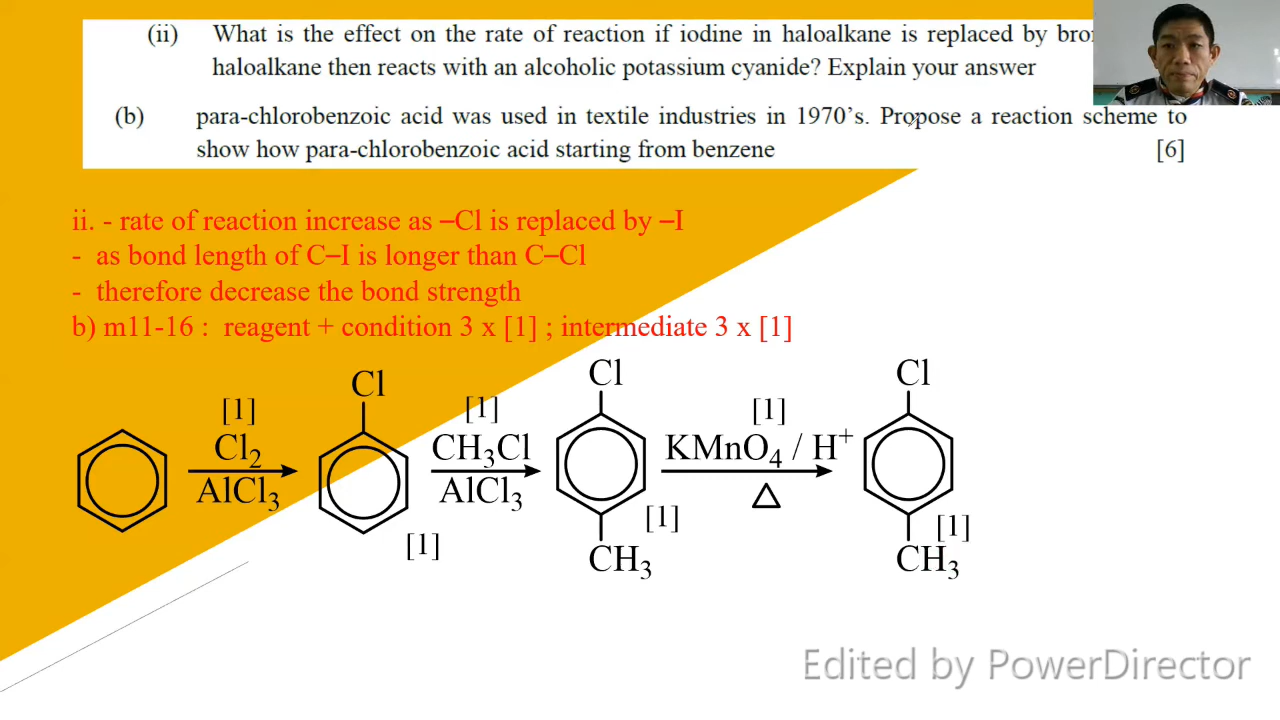 (ii) What is the effect on the rate of reaction if iodine in haloalkane is replaced by
haloalkane then reacts with an alcoholic potassium cyanide? Explain your answer
(b) para-chlorobenzoic acid was used in textile industries in 1970's. Propose a reaction scheme to
show how para-chlorobenzoic acid starting from benzene [6]
ii. - rate of reaction increase as –Cl is replaced by –I
- as bond length of C–I is longer than C–Cl
- therefore decrease the bond strength
b) m11-16 : reagent + condition 3 x [1] ; intermediate 3 x [1]
Cl Cl Cl
[1] [1] [1]
Cl₂ CH₃Cl KMnO₄ / H⁺
AlCl₃ AlCl₃ △
[1] [1] [1]
CH₃ CH₃
Edited by PowerDirector